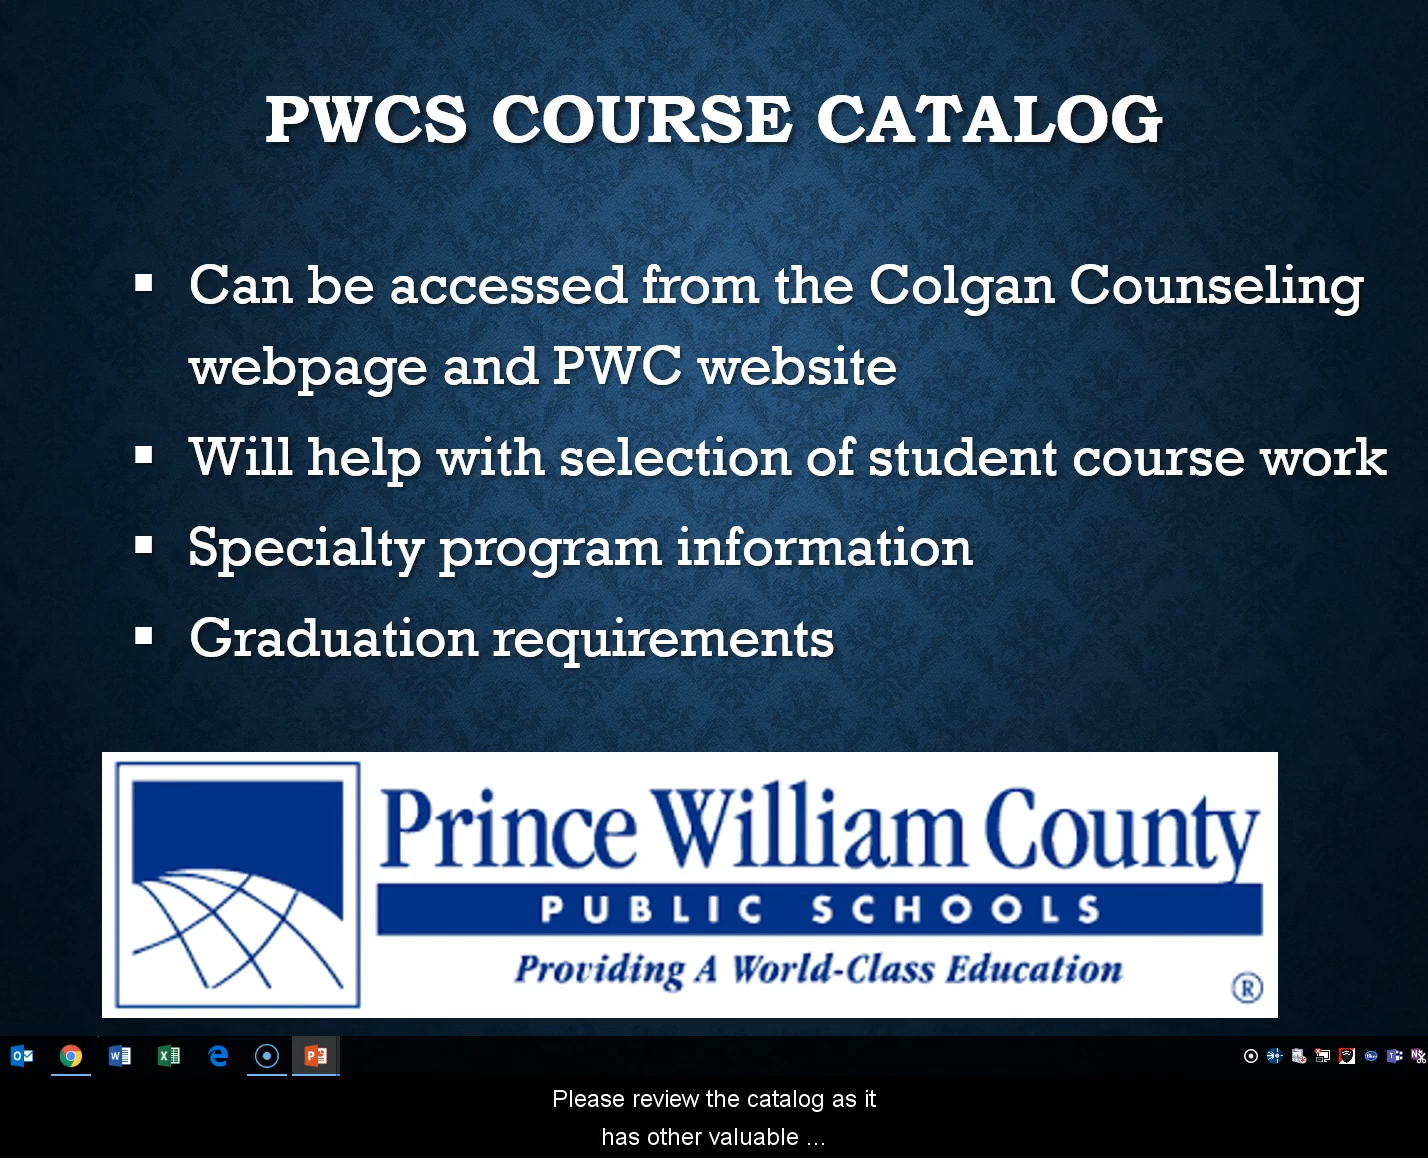 PWCS COURSE CATALOG
▪ Can be accessed from the Colgan Counseling
webpage and PWC website
▪ Will help with selection of student course work
▪ Specialty program information
▪ Graduation requirements
Prince William County
PUBLIC SCHOOLS
Providing A World-Class Education
®
Please review the catalog as it
has other valuable ...